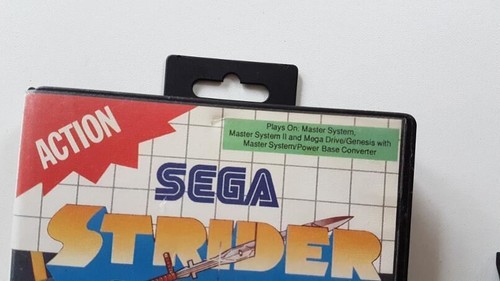 ACTION
Plays On: Master System,
Master System II and Mega Drive/Genesis with
Master System/Power Base Converter
SEGA
STRIDER